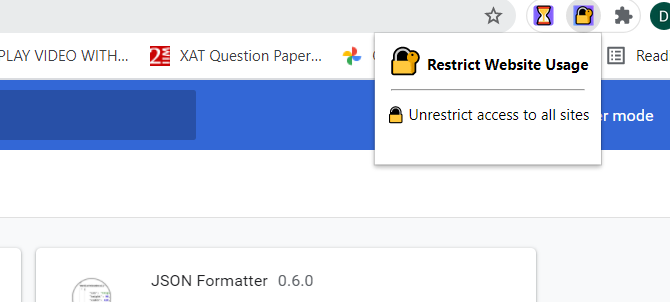 D
PLAY VIDEO WITH...
XAT Question Paper...
Read
Restrict Website Usage
Unrestrict access to all sites
er mode
JSON Formatter 0.6.0